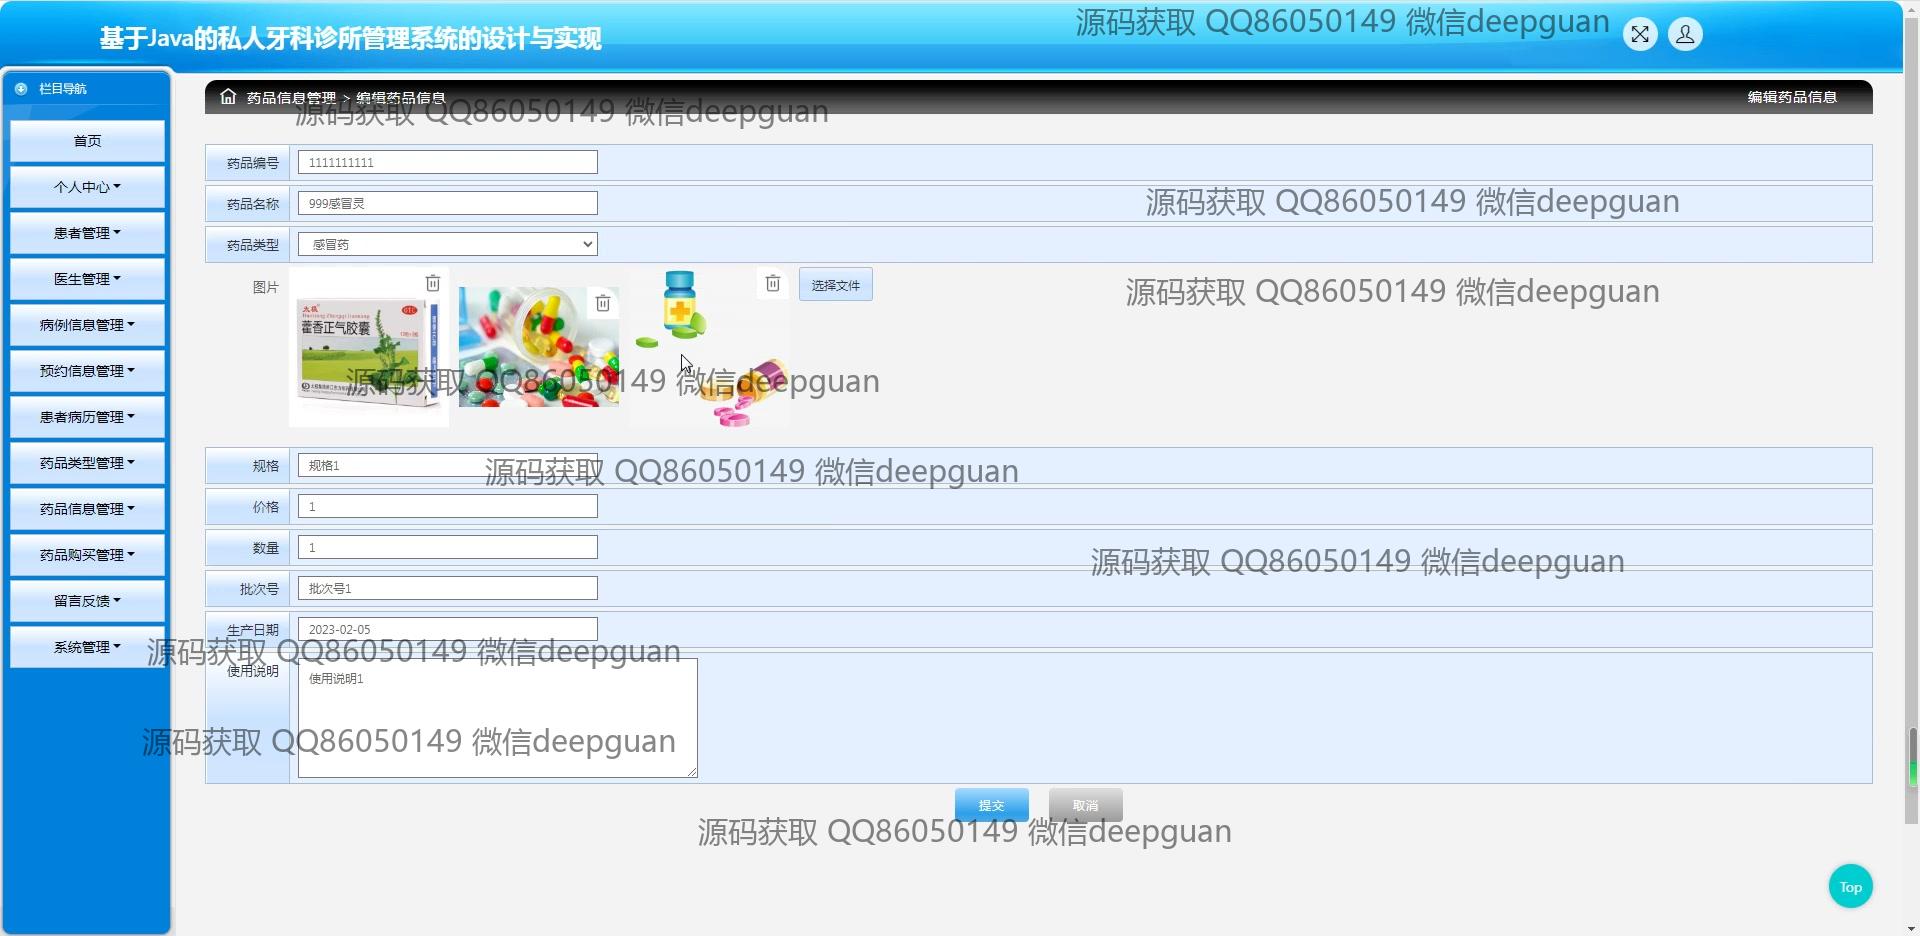 基于Java的私人牙科诊所管理系统的设计与实现
源码获取 QQ86050149 微信deepguan
栏目导航
首页
个人中心
患者管理
医生管理
病例信息管理
预约信息管理
患者病历管理
药品类型管理
药品信息管理
药品购买管理
留言反馈
系统管理
药品信息管理 > 编辑药品信息
编辑药品信息
源码获取 QQ86050149 微信deepguan
药品编号 1111111111
药品名称 999感冒灵
源码获取 QQ86050149 微信deepguan
药品类型 感冒药
图片
太极
OTC
藿香正气胶囊
选择文件
源码获取 QQ86050149 微信deepguan
源码获取 QQ86050149 微信deepguan
规格 规格1
源码获取 QQ86050149 微信deepguan
价格 1
数量 1
源码获取 QQ86050149 微信deepguan
批次号 批次号1
生产日期 2023-02-05
源码获取 QQ86050149 微信deepguan
使用说明 使用说明1
源码获取 QQ86050149 微信deepguan
提交
取消
源码获取 QQ86050149 微信deepguan
Top